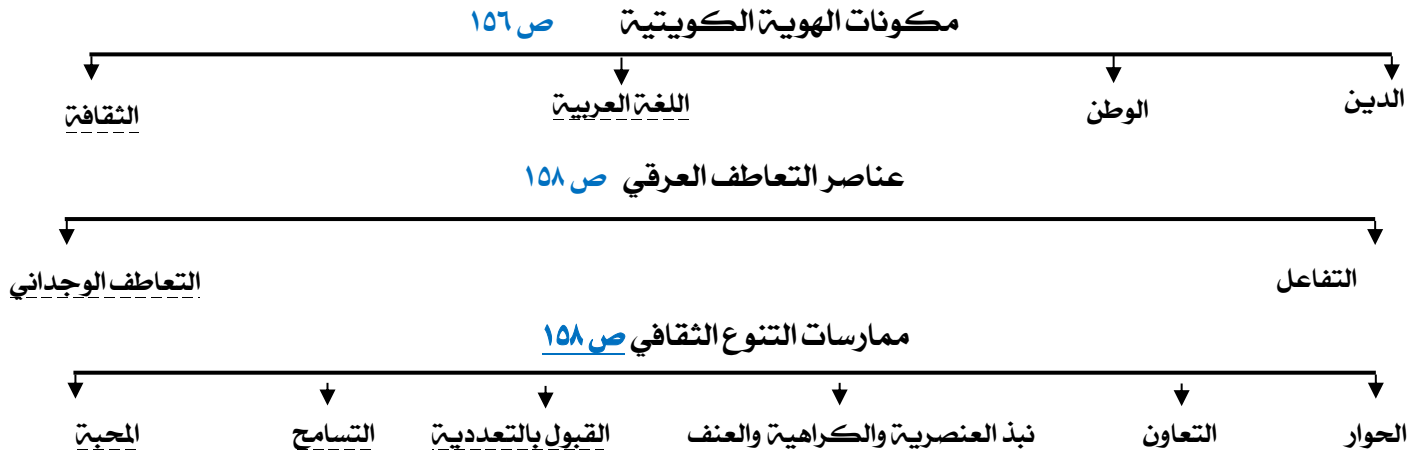 مكونات الهوية الكويتية ص ١٥٦
الدين الوطن اللغة العربية الثقافة
عناصر التعاطف العرقي ص ١٥٨
التفاعل التعاطف الوجداني
ممارسات التنوع الثقافي ص ١٥٨
الحوار التعاون نبذ العنصرية والكراهية والعنف القبول بالتعددية التسامح المحبة